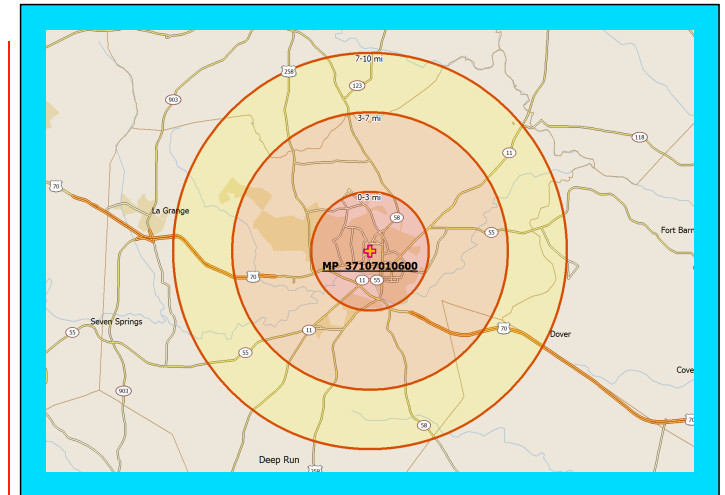 7-10 mi
258
123
903
3-7 mi
118
11
70
0-3 mi
La Grange
58
55
Fort Barn
MP 37107010600
70
11 55
Seven Springs
11
70
55
Dover
55
Cove
903
70
58
Deep Run
258